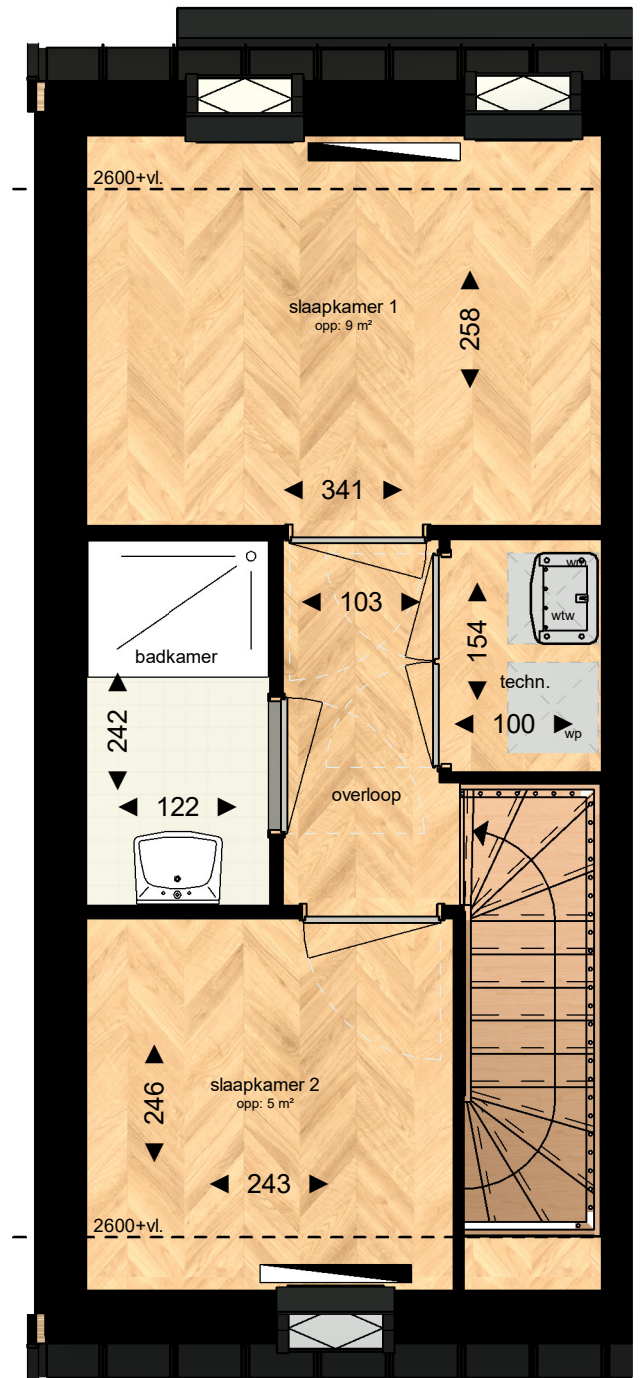 2600+vl.
slaapkamer 1
opp: 9 m²
258
341
103
wm
wtw
154
badkamer
techn.
242
100
wp
overloop
122
slaapkamer 2
opp: 5 m²
246
243
2600+vl.